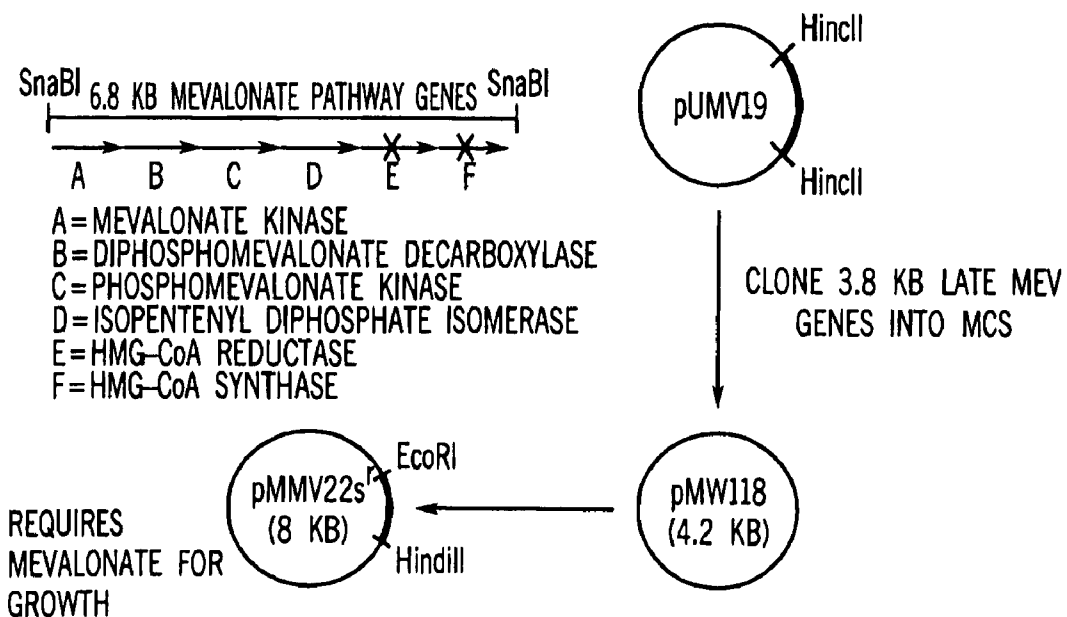 SnaBI 6.8 KB MEVALONATE PATHWAY GENES SnaBI
A B C D E F
A=MEVALONATE KINASE
B=DIPHOSPHOMEVALONATE DECARBOXYLASE
C=PHOSPHOMEVALONATE KINASE
D=ISOPENTENYL DIPHOSPHATE ISOMERASE
E=HMG-CoA REDUCTASE
F=HMG-CoA SYNTHASE
HincII
pUMV19
HincII
CLONE 3.8 KB LATE MEV
GENES INTO MCS
pMW118
(4.2 KB)
EcoRI
pMMV22sʳ
(8 KB)
HindiII
REQUIRES
MEVALONATE FOR
GROWTH